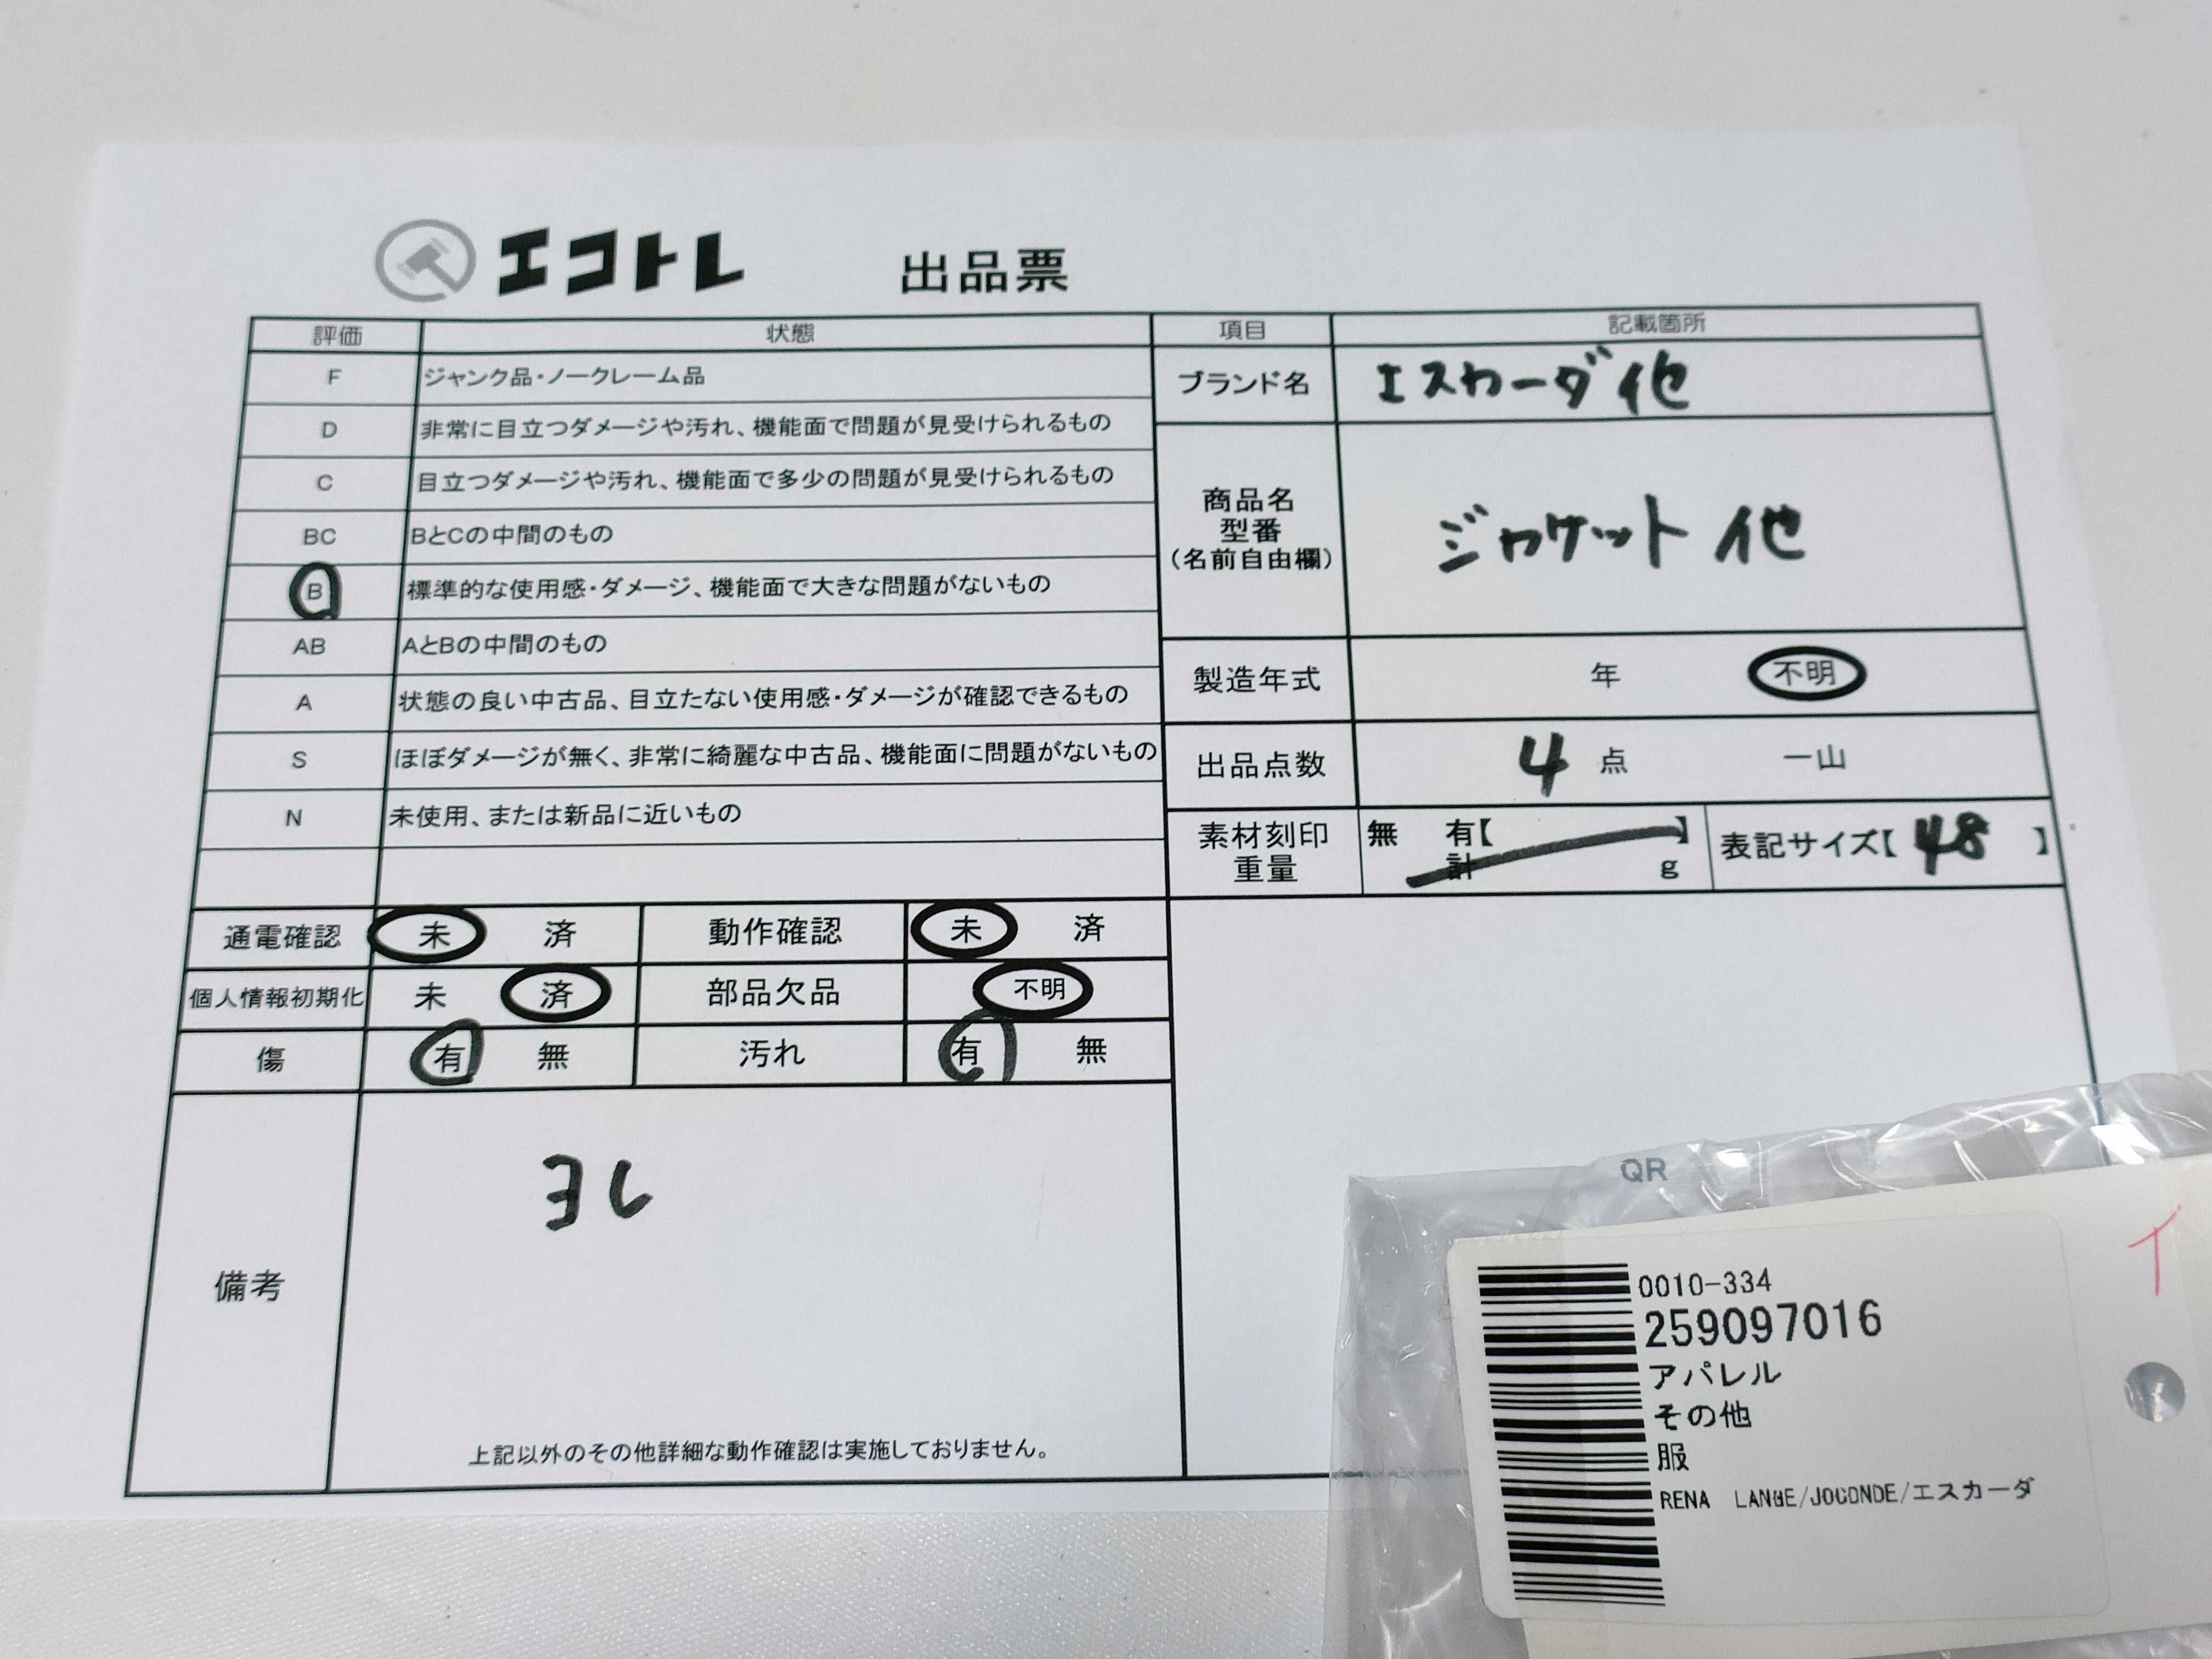 エコトレ 出品票
評価 状態
F ジャンク品・ノークレーム品
D 非常に目立つダメージや汚れ、機能面で問題が見受けられるもの
C 目立つダメージや汚れ、機能面で多少の問題が見受けられるもの
BC BとCの中間のもの
B 標準的な使用感・ダメージ、機能面で大きな問題がないもの
AB AとBの中間のもの
A 状態の良い中古品、目立たない使用感・ダメージが確認できるもの
S ほぼダメージが無く、非常に綺麗な中古品、機能面に問題がないもの
N 未使用、または新品に近いもの
項目 記載箇所
ブランド名 エスカーダ他
商品名
型番
(名前自由欄)
ジャケット 他
製造年式 年 不明
出品点数 4 点 一山
素材刻印 無 有【 】
重量 計 g
表記サイズ【 48 】
通電確認 未 済 動作確認 未 済
個人情報初期化 未 済 部品欠品 不明
傷 有 無 汚れ 有 無
備考
ヨレ
上記以外のその他詳細な動作確認は実施しておりません。
QR
イ
0010-334
259097016
アパレル
その他
服
RENA LANGE/JOCONDE/エスカーダ